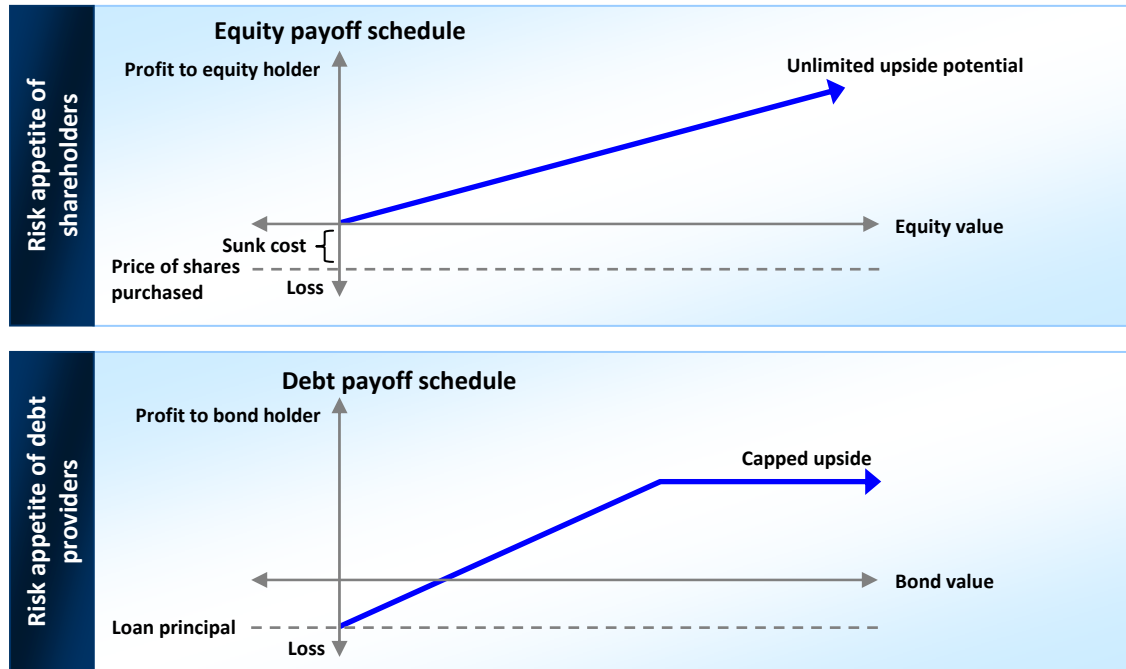 Risk appetite of
shareholders
Equity payoff schedule
Profit to equity holder
Unlimited upside potential
Equity value
Sunk cost
Price of shares
purchased
Loss
Risk appetite of debt
providers
Debt payoff schedule
Profit to bond holder
Capped upside
Bond value
Loan principal
Loss